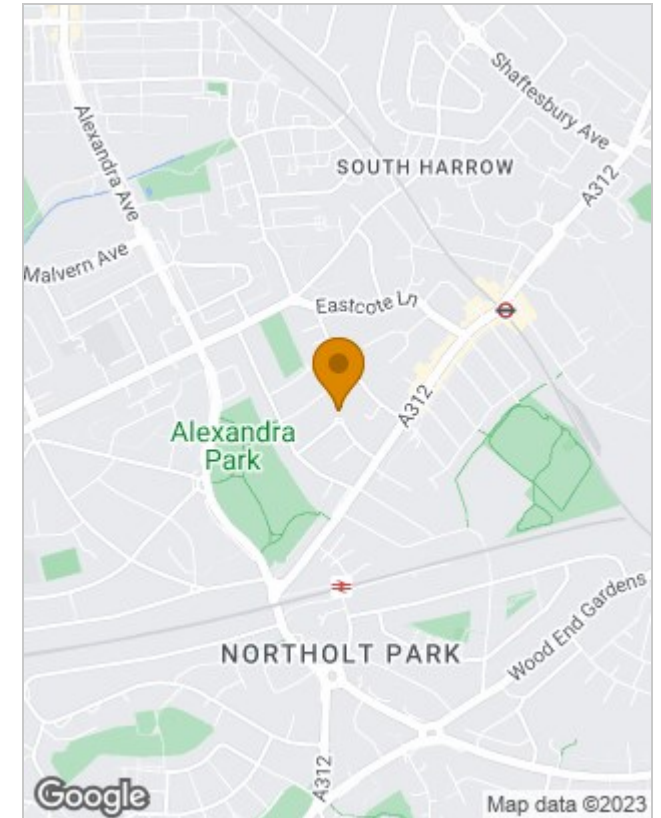 Shaftesbury Ave
Alexandra Ave
SOUTH HARROW
A312
Malvern Ave
Eastcote Ln
A312
Alexandra
Park
Wood End Gardens
NORTHOLT PARK
A312
Google
Map data ©2023